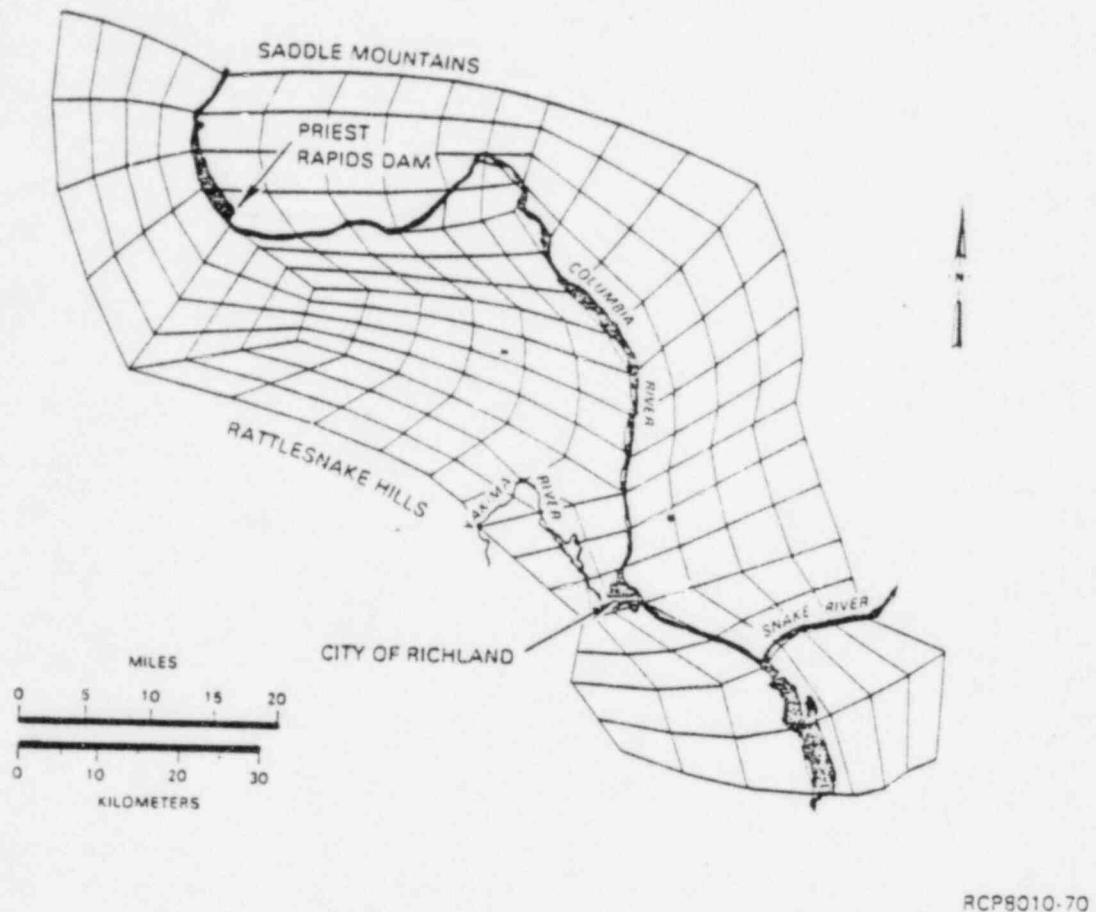 SADDLE MOUNTAINS
PRIEST
RAPIDS DAM
COLUMBIA
RIVER
N
RATTLESNAKE HILLS
YAKIMA
RIVER
SNAKE RIVER
CITY OF RICHLAND
MILES
0 5 10 15 20
0 10 20 30
KILOMETERS
RCP8010-70